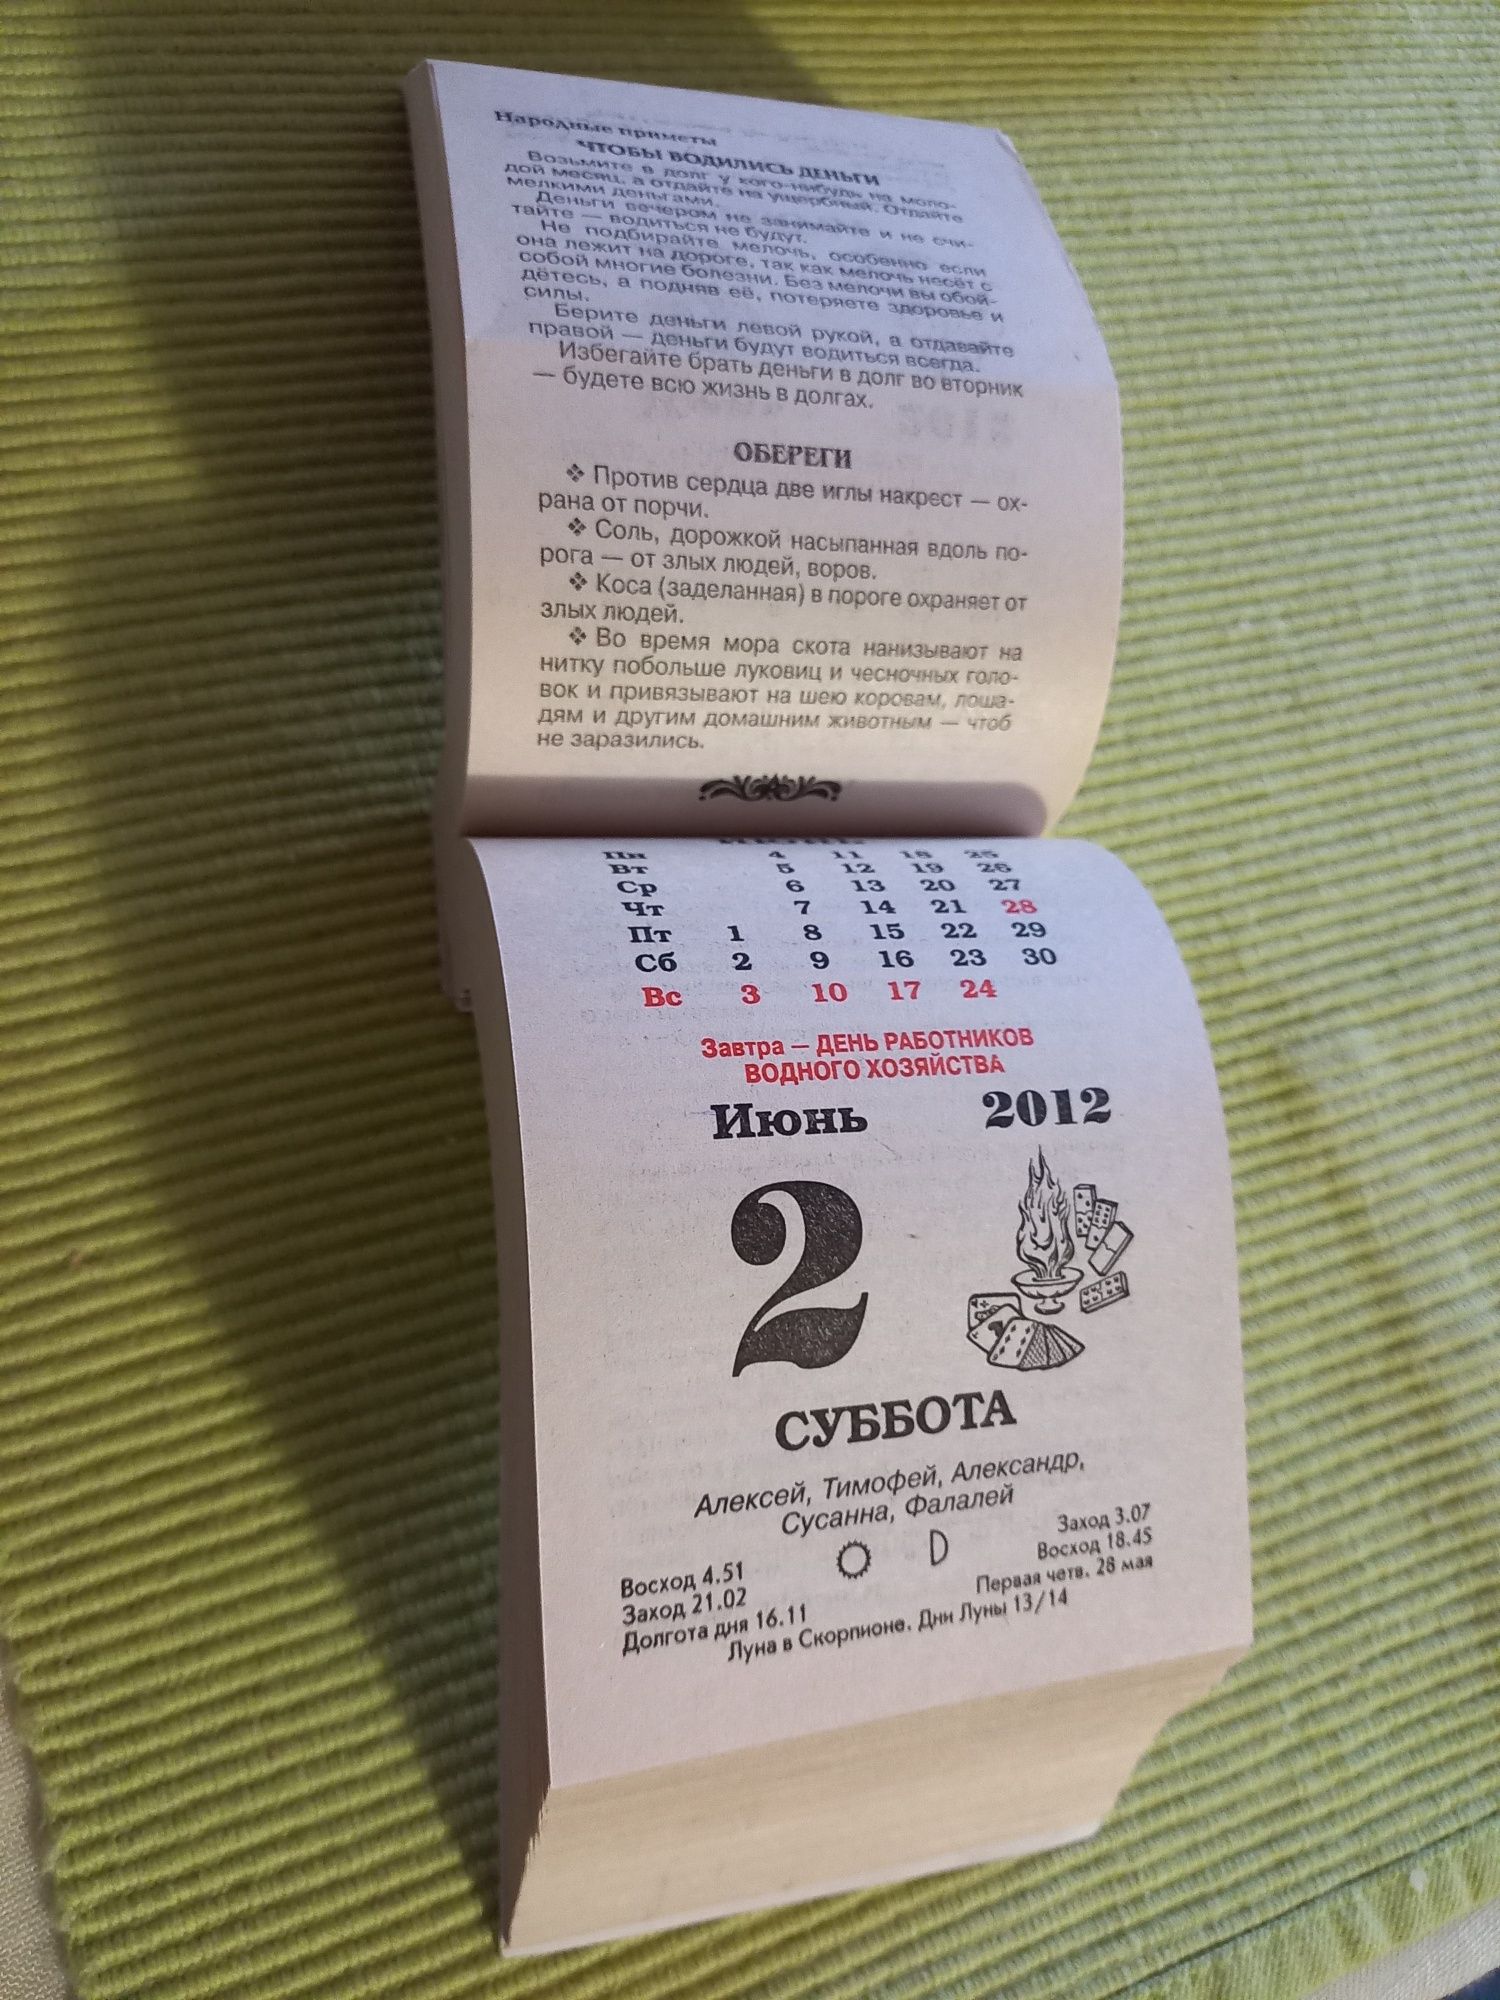 Народные приметы
ЧТОБЫ ВОДИЛИСЬ ДЕНЬГИ
Возьмите в долг у кого-нибудь на моло-
дой месяц, а отдайте на ущербный. Отдайте
мелкими деньгами.
Деньги вечером не занимайте и не счи-
тайте — водиться не будут.
Не подбирайте мелочь, особенно если
она лежит на дороге, так как мелочь несёт с
собой многие болезни. Без мелочи вы обой-
дётесь, а подняв её, потеряете здоровье и
силы.
Берите деньги левой рукой, а отдавайте
правой — деньги будут водиться всегда.
Избегайте брать деньги в долг во вторник
— будете всю жизнь в долгах.
ОБЕРЕГИ
❖ Против сердца две иглы накрест — ох-
рана от порчи.
❖ Соль, дорожкой насыпанная вдоль по-
рога — от злых людей, воров.
❖ Коса (заделанная) в пороге охраняет от
злых людей.
❖ Во время мора скота нанизывают на
нитку побольше луковиц и чесночных голо-
вок и привязывают на шею коровам, лоша-
дям и другим домашним животным — чтоб
не заразились.
Пн 4 11 18 25
Вт 5 12 19 26
Ср 6 13 20 27
Чт 7 14 21 28
Пт 1 8 15 22 29
Сб 2 9 16 23 30
Вс 3 10 17 24
Завтра — ДЕНЬ РАБОТНИКОВ
ВОДНОГО ХОЗЯЙСТВА
Июнь 2012
2
СУББОТА
Алексей, Тимофей, Александр,
Сусанна, Фалалей
Восход 4.51 Заход 3.07
Заход 21.02 Восход 18.45
Долгота дня 16.11 Первая четв. 28 мая
Луна в Скорпионе. Дни Луны 13/14